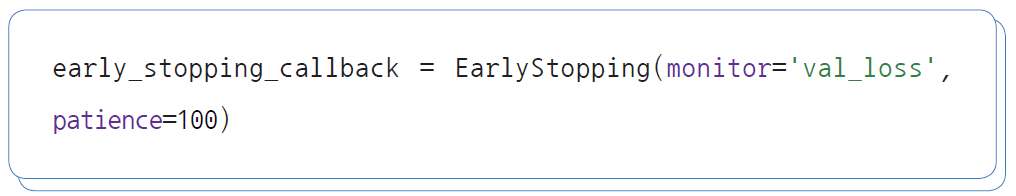 early_stopping_callback = EarlyStopping(monitor='val_loss',
patience=100)